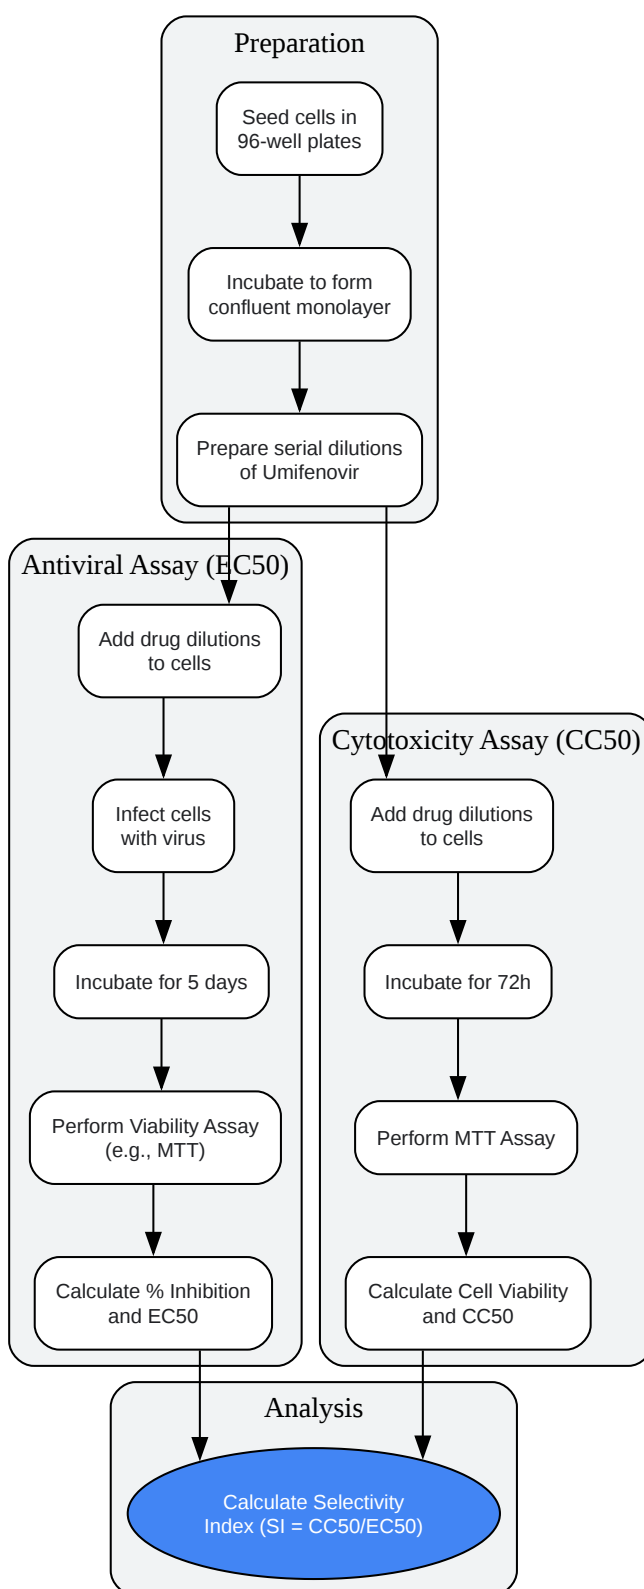 Preparation
Seed cells in
96-well plates
Incubate to form
confluent monolayer
Prepare serial dilutions
of Umifenovir
Antiviral Assay (EC50)
Add drug dilutions
to cells
Infect cells
with virus
Incubate for 5 days
Perform Viability Assay
(e.g., MTT)
Calculate % Inhibition
and EC50
Cytotoxicity Assay (CC50)
Add drug dilutions
to cells
Incubate for 72h
Perform MTT Assay
Calculate Cell Viability
and CC50
Analysis
Calculate Selectivity
Index (SI = CC50/EC50)